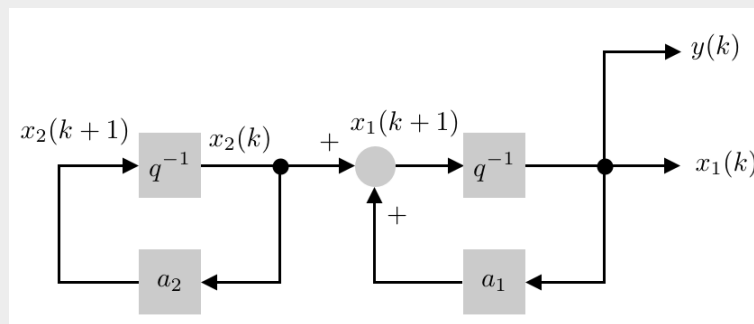 y(k)
x₂(k + 1)
x₂(k)
+
x₁(k + 1)
q⁻¹
q⁻¹
x₁(k)
+
a₂
a₁